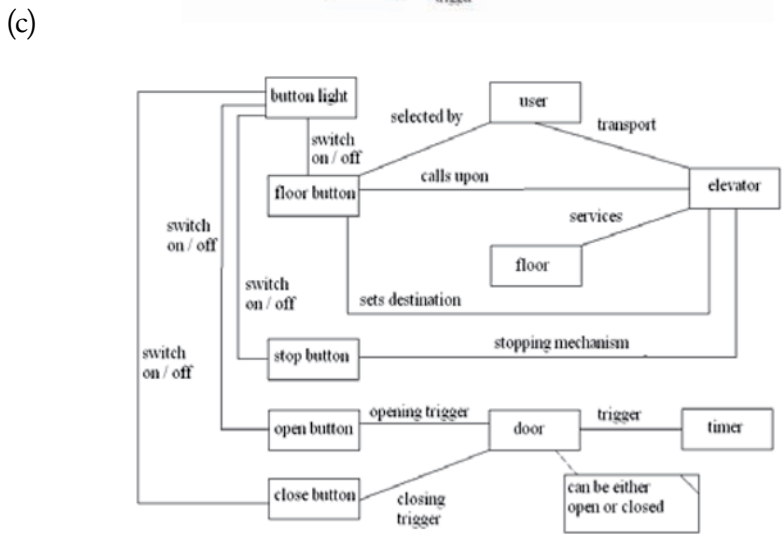 (c)
button light
user
selected by
transport
switch
on / off
floor button
calls upon
elevator
services
switch
on / off
floor
switch
on / off
sets destination
stopping mechanism
switch
on / off
stop button
opening trigger
trigger
open button
door
timer
close button
closing
trigger
can be either
open or closed